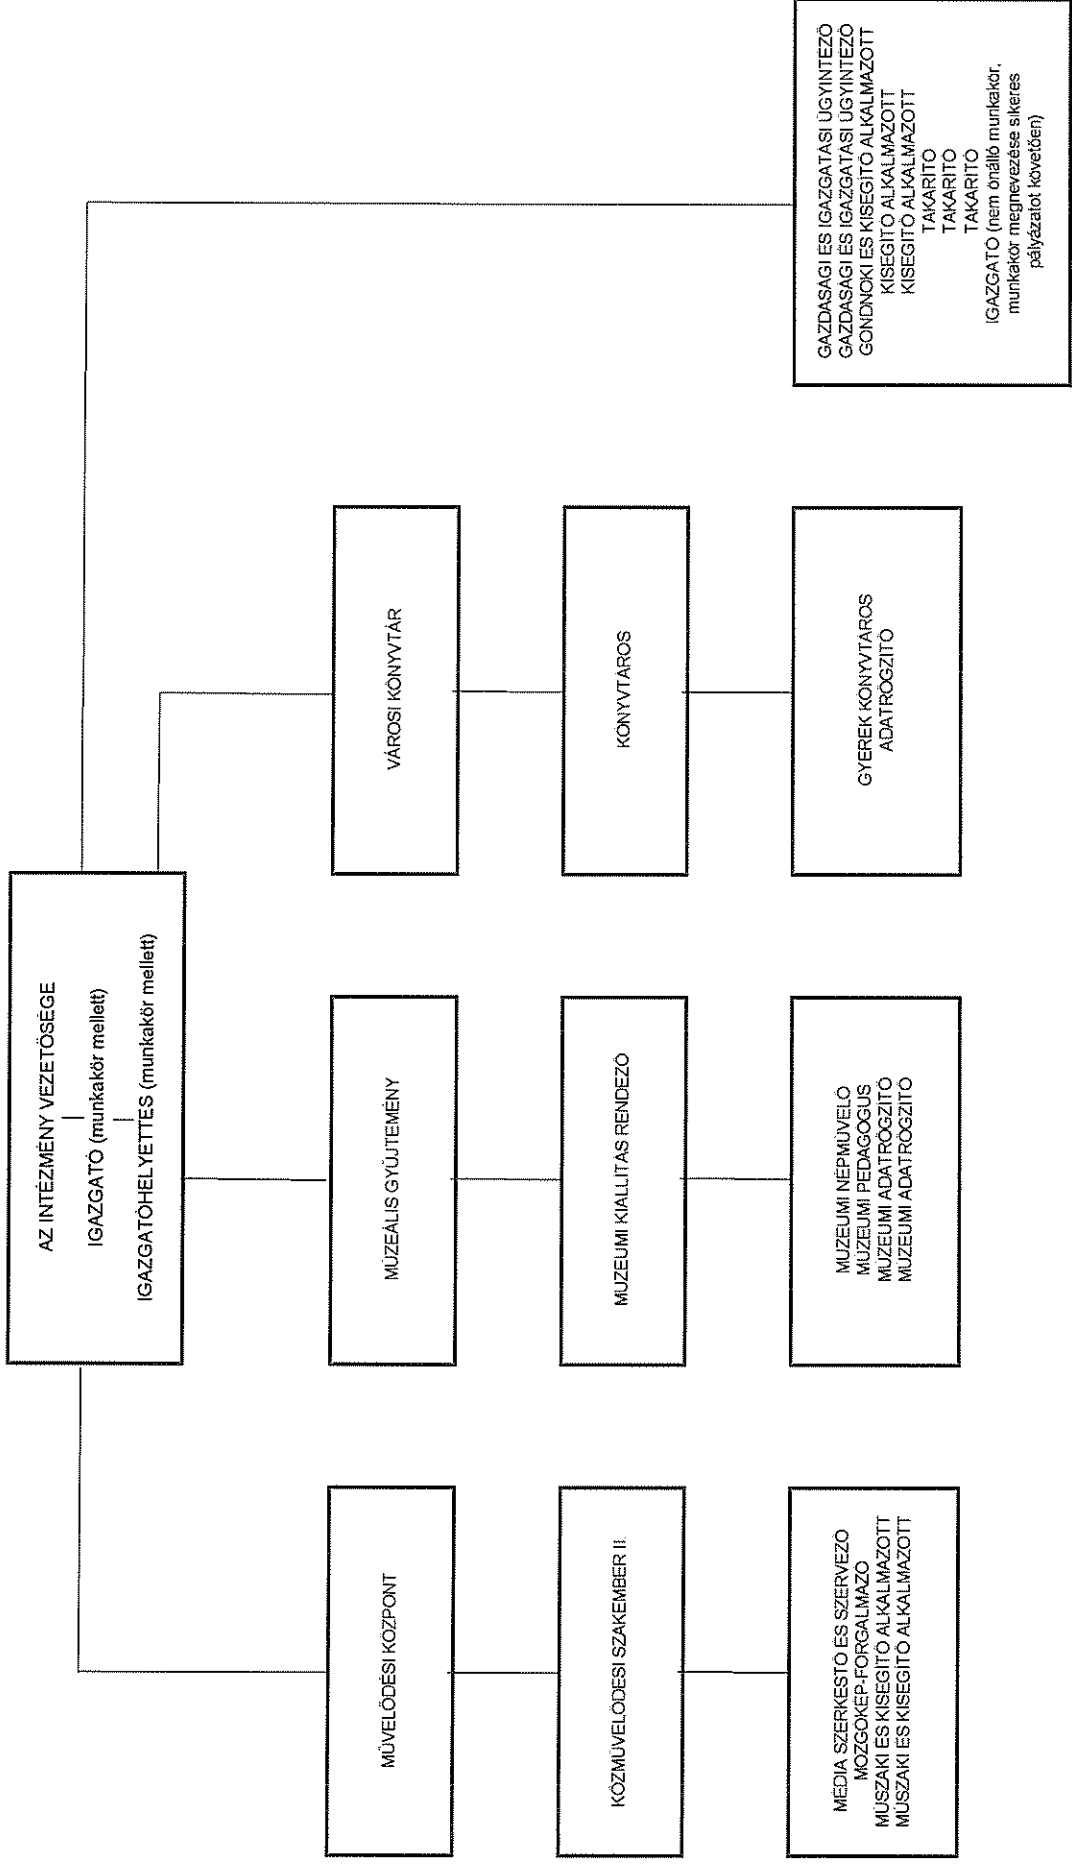 AZ INTÉZMÉNY VEZETŐSÉGE
IGAZGATÓ (munkakör mellett)
IGAZGATÓHELYETTES (munkakör mellett)
MŰVELŐDÉSI KÖZPONT
KÖZMŰVELŐDÉSI SZAKEMBER II.
MÉDIA SZERKESTŐ ÉS SZERVEZŐ
MOZGÓKÉP-FORGALMAZÓ
MŰSZAKI ÉS KISEGÍTŐ ALKALMAZOTT
MŰSZAKI ÉS KISEGÍTŐ ALKALMAZOTT
MÚZEÁLIS GYŰJTEMÉNY
MÚZEUMI KIÁLLÍTÁS RENDEZŐ
MÚZEUMI NÉPMŰVELŐ
MÚZEUMI PEDAGÓGUS
MÚZEUMI ADATRÖGZÍTŐ
MÚZEUMI ADATRÖGZÍTŐ
VÁROSI KÖNYVTÁR
KÖNYVTÁROS
GYEREK KÖNYVTÁROS
ADATRÖGZÍTŐ
GAZDASÁGI ÉS IGAZGATÁSI ÜGYINTÉZŐ
GAZDASÁGI ÉS IGAZGATÁSI ÜGYINTÉZŐ
GONDNOKI ÉS KISEGÍTŐ ALKALMAZOTT
KISEGÍTŐ ALKALMAZOTT
KISEGÍTŐ ALKALMAZOTT
TAKARÍTÓ
TAKARÍTÓ
TAKARÍTÓ
IGAZGATÓ (nem önálló munkakör,
munkakör megnevezése sikeres
pályázatot követően)